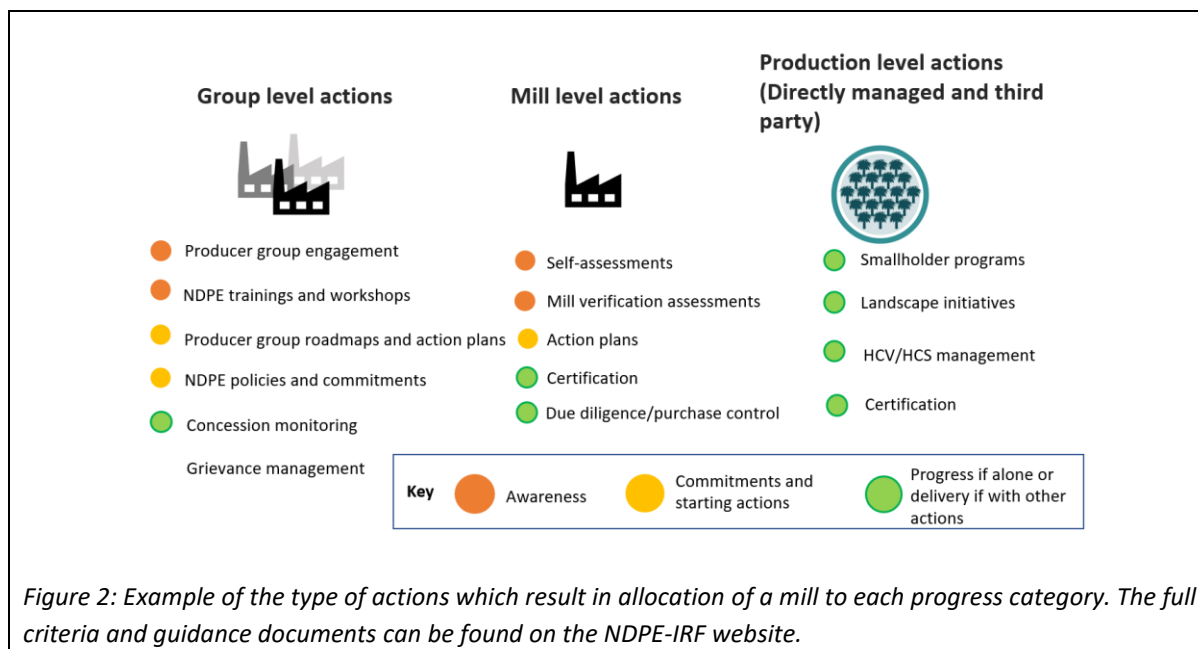 Group level actions
Producer group engagement
NDPE trainings and workshops
Producer group roadmaps and action plans
NDPE policies and commitments
Concession monitoring
Grievance management
Mill level actions
Self-assessments
Mill verification assessments
Action plans
Certification
Due diligence/purchase control
Production level actions
(Directly managed and third
party)
Smallholder programs
Landscape initiatives
HCV/HCS management
Certification
Key
Awareness
Commitments and
starting actions
Progress if alone or
delivery if with other
actions
Figure 2: Example of the type of actions which result in allocation of a mill to each progress category. The full
criteria and guidance documents can be found on the NDPE-IRF website.